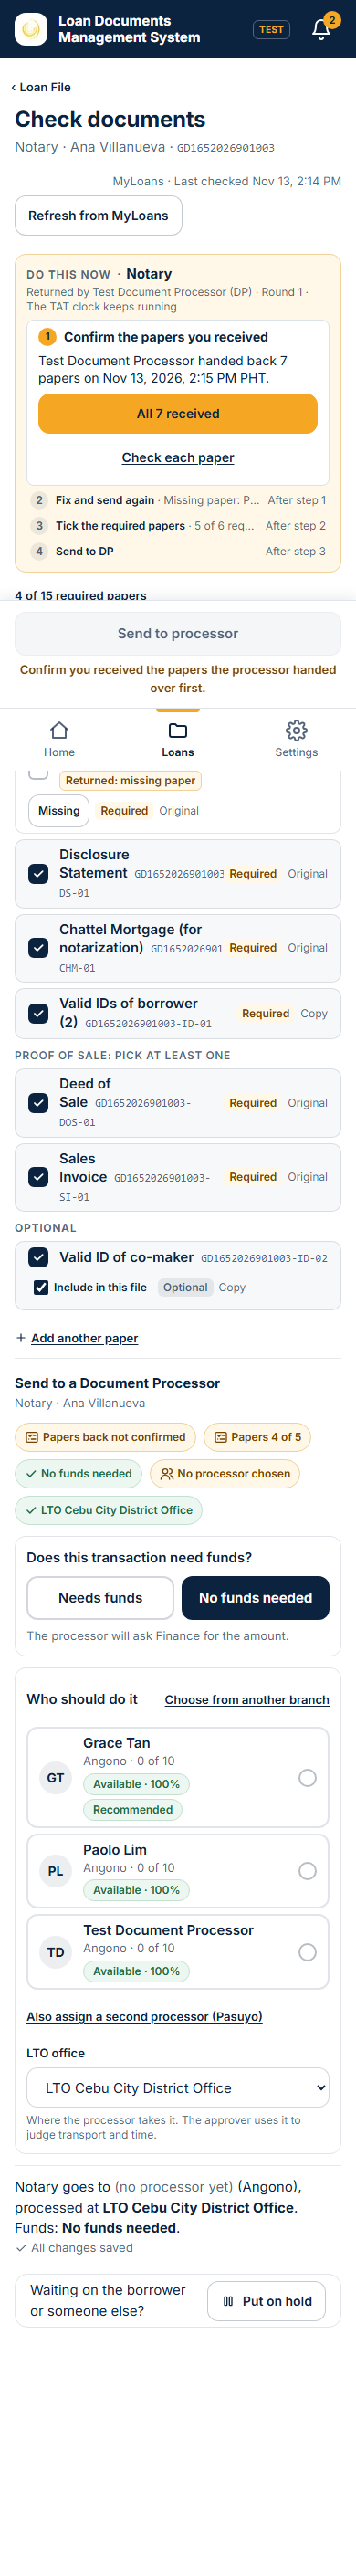 Loan Documents
Management System
TEST
2
‹ Loan File
Check documents
Notary · Ana Villanueva · GD1652026901003
MyLoans · Last checked Nov 13, 2:14 PM
Refresh from MyLoans
DO THIS NOW · Notary
Returned by Test Document Processor (DP) · Round 1 ·
The TAT clock keeps running
1 Confirm the papers you received
Test Document Processor handed back 7
papers on Nov 13, 2026, 2:15 PM PHT.
All 7 received
Check each paper
2 Fix and send again · Missing paper: P... After step 1
3 Tick the required papers · 5 of 6 req... After step 2
4 Send to DP After step 3
4 of 15 required papers
Send to processor
Confirm you received the papers the processor handed
over first.
Home
Loans
Settings
Returned: missing paper
Missing Required Original
Disclosure
Statement GD1652026901003 Required Original
DS-01
Chattel Mortgage (for
notarization) GD1652026901 Required Original
CHM-01
Valid IDs of borrower
(2) GD1652026901003-ID-01 Required Copy
PROOF OF SALE: PICK AT LEAST ONE
Deed of
Sale GD1652026901003- Required Original
DOS-01
Sales
Invoice GD1652026901003- Required Original
SI-01
OPTIONAL
Valid ID of co-maker GD1652026901003-ID-02
Include in this file Optional Copy
+ Add another paper
Send to a Document Processor
Notary · Ana Villanueva
Papers back not confirmed
Papers 4 of 5
No funds needed
No processor chosen
LTO Cebu City District Office
Does this transaction need funds?
Needs funds
No funds needed
The processor will ask Finance for the amount.
Who should do it
Choose from another branch
GT
Grace Tan
Angono · 0 of 10
Available · 100%
Recommended
PL
Paolo Lim
Angono · 0 of 10
Available · 100%
TD
Test Document Processor
Angono · 0 of 10
Available · 100%
Also assign a second processor (Pasuyo)
LTO office
LTO Cebu City District Office
Where the processor takes it. The approver uses it to
judge transport and time.
Notary goes to (no processor yet) (Angono),
processed at LTO Cebu City District Office.
Funds: No funds needed.
All changes saved
Waiting on the borrower
or someone else?
Put on hold